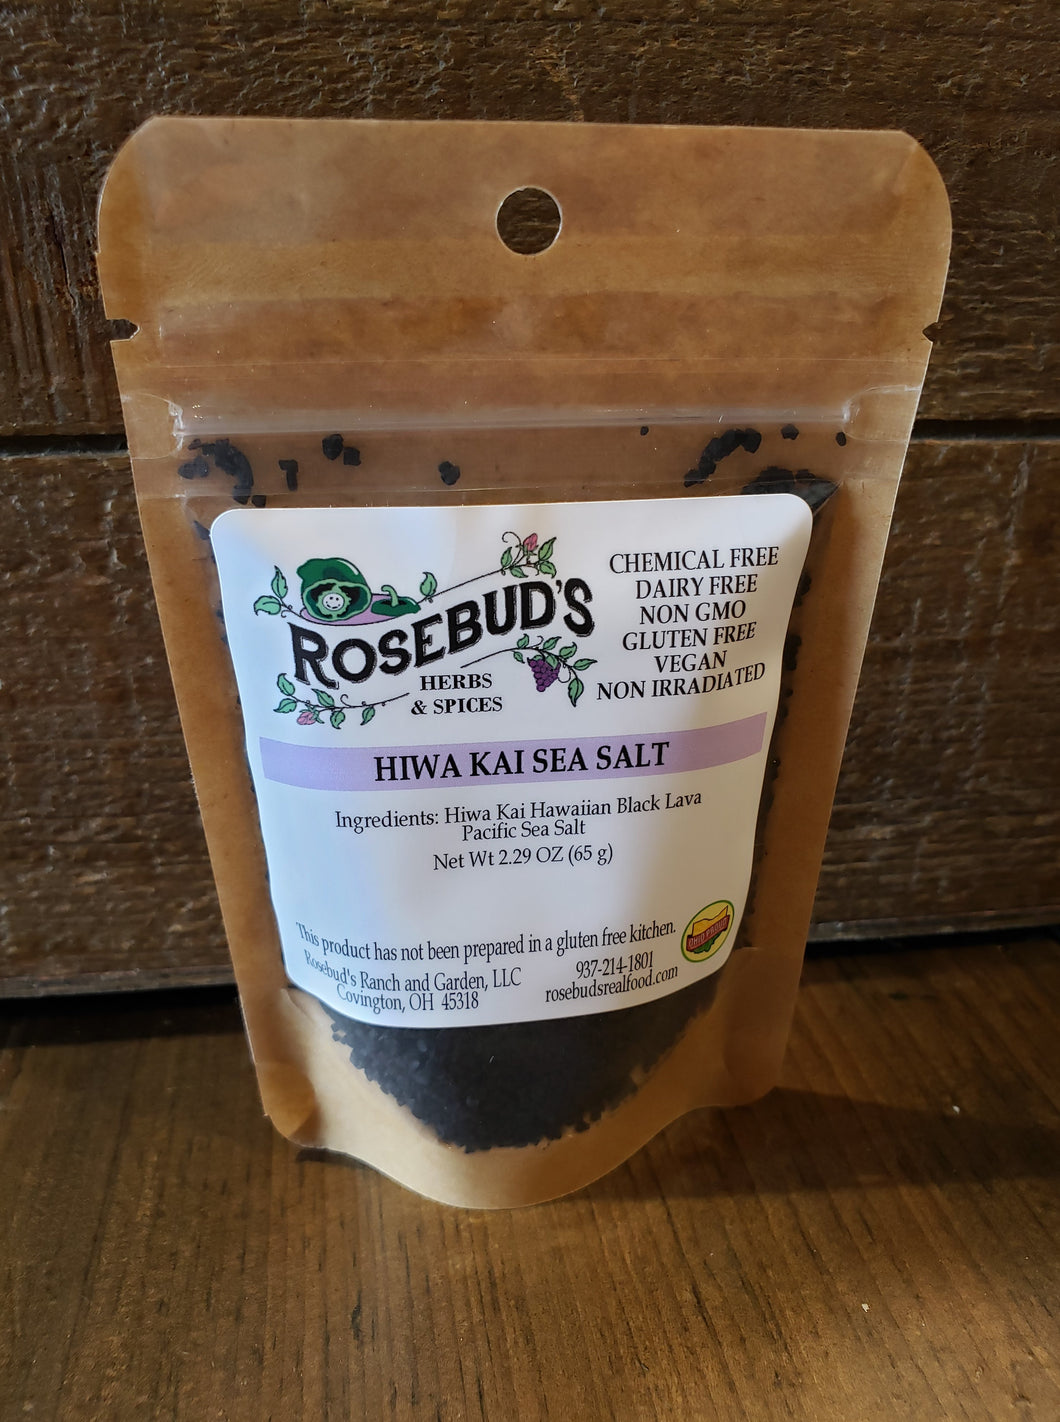 ROSEBUD'S
HERBS
& SPICES
CHEMICAL FREE
DAIRY FREE
NON GMO
GLUTEN FREE
VEGAN
NON IRRADIATED
HIWA KAI SEA SALT
Ingredients: Hiwa Kai Hawaiian Black Lava
Pacific Sea Salt
Net Wt 2.29 OZ (65 g)
This product has not been prepared in a gluten free kitchen.
OHIO PROUD
Rosebud's Ranch and Garden, LLC
Covington, OH 45318
937-214-1801
rosebudsrealfood.com